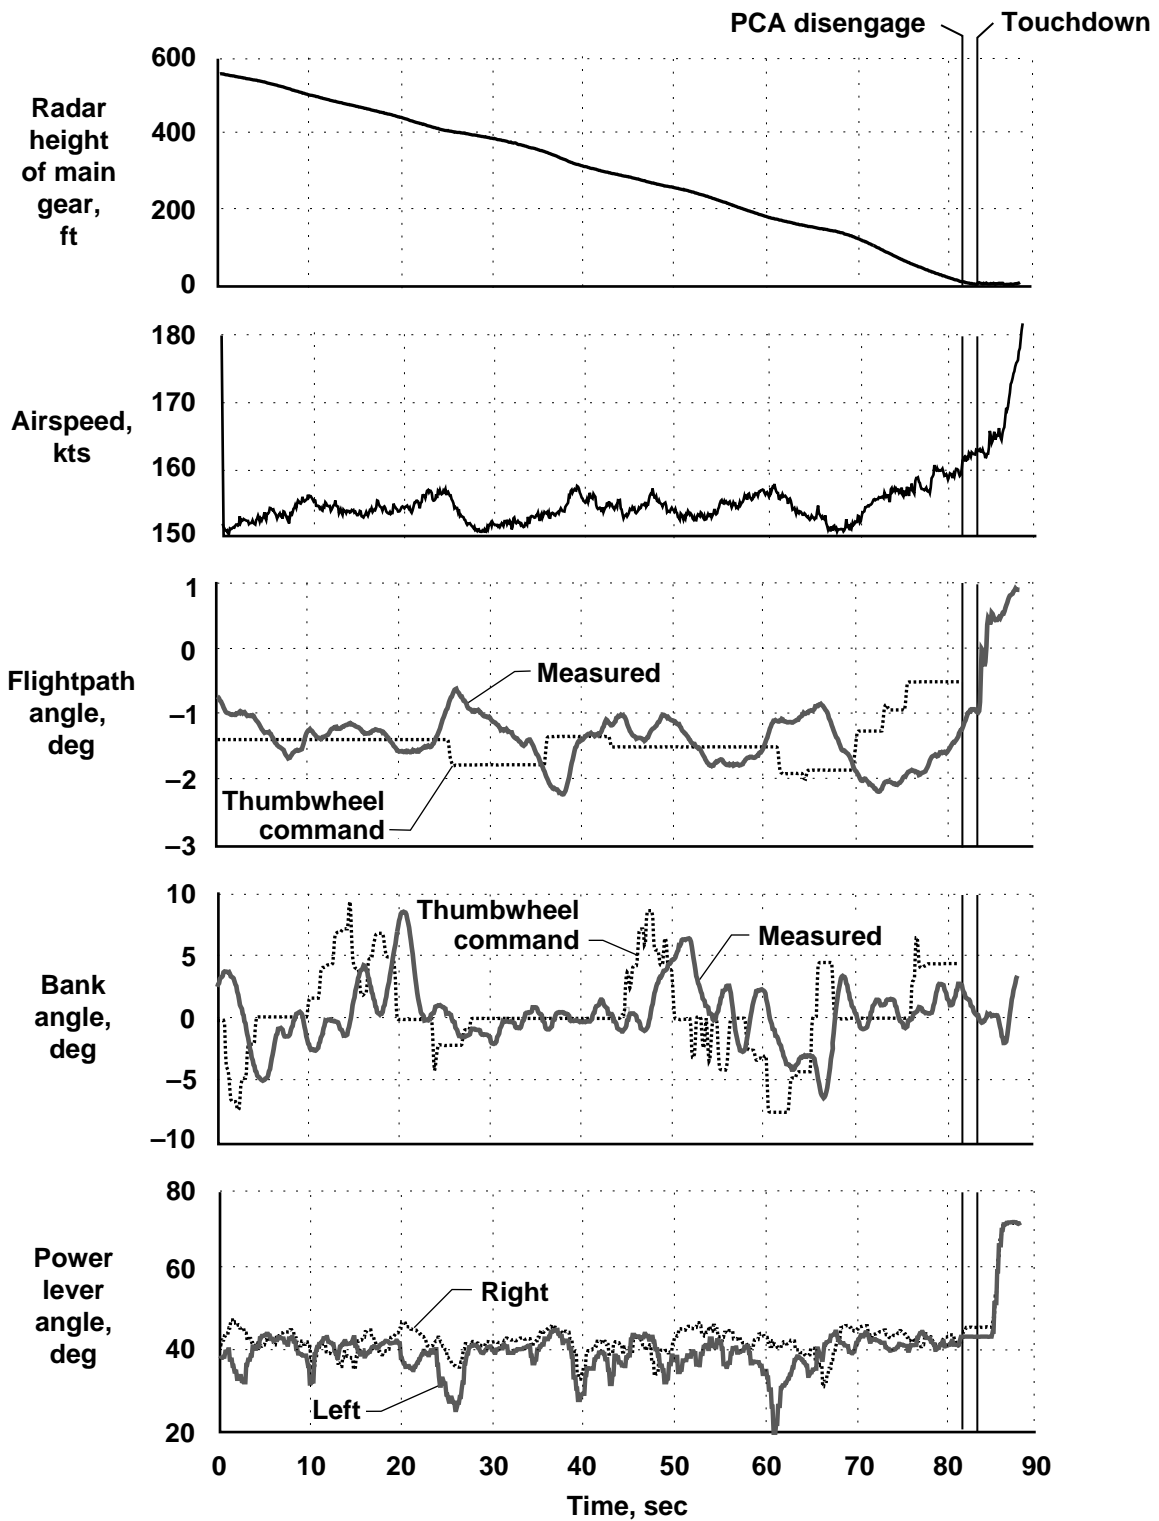 PCA disengage
Touchdown
600
400
200
0
Radar
height
of main
gear,
ft
180
170
160
150
Airspeed,
kts
1
0
–1
–2
–3
Flightpath
angle,
deg
Measured
Thumbwheel
command
10
5
0
–5
–10
Bank
angle,
deg
Thumbwheel
command
Measured
80
60
40
20
Power
lever
angle,
deg
Right
Left
0 10 20 30 40 50 60 70 80 90
Time, sec